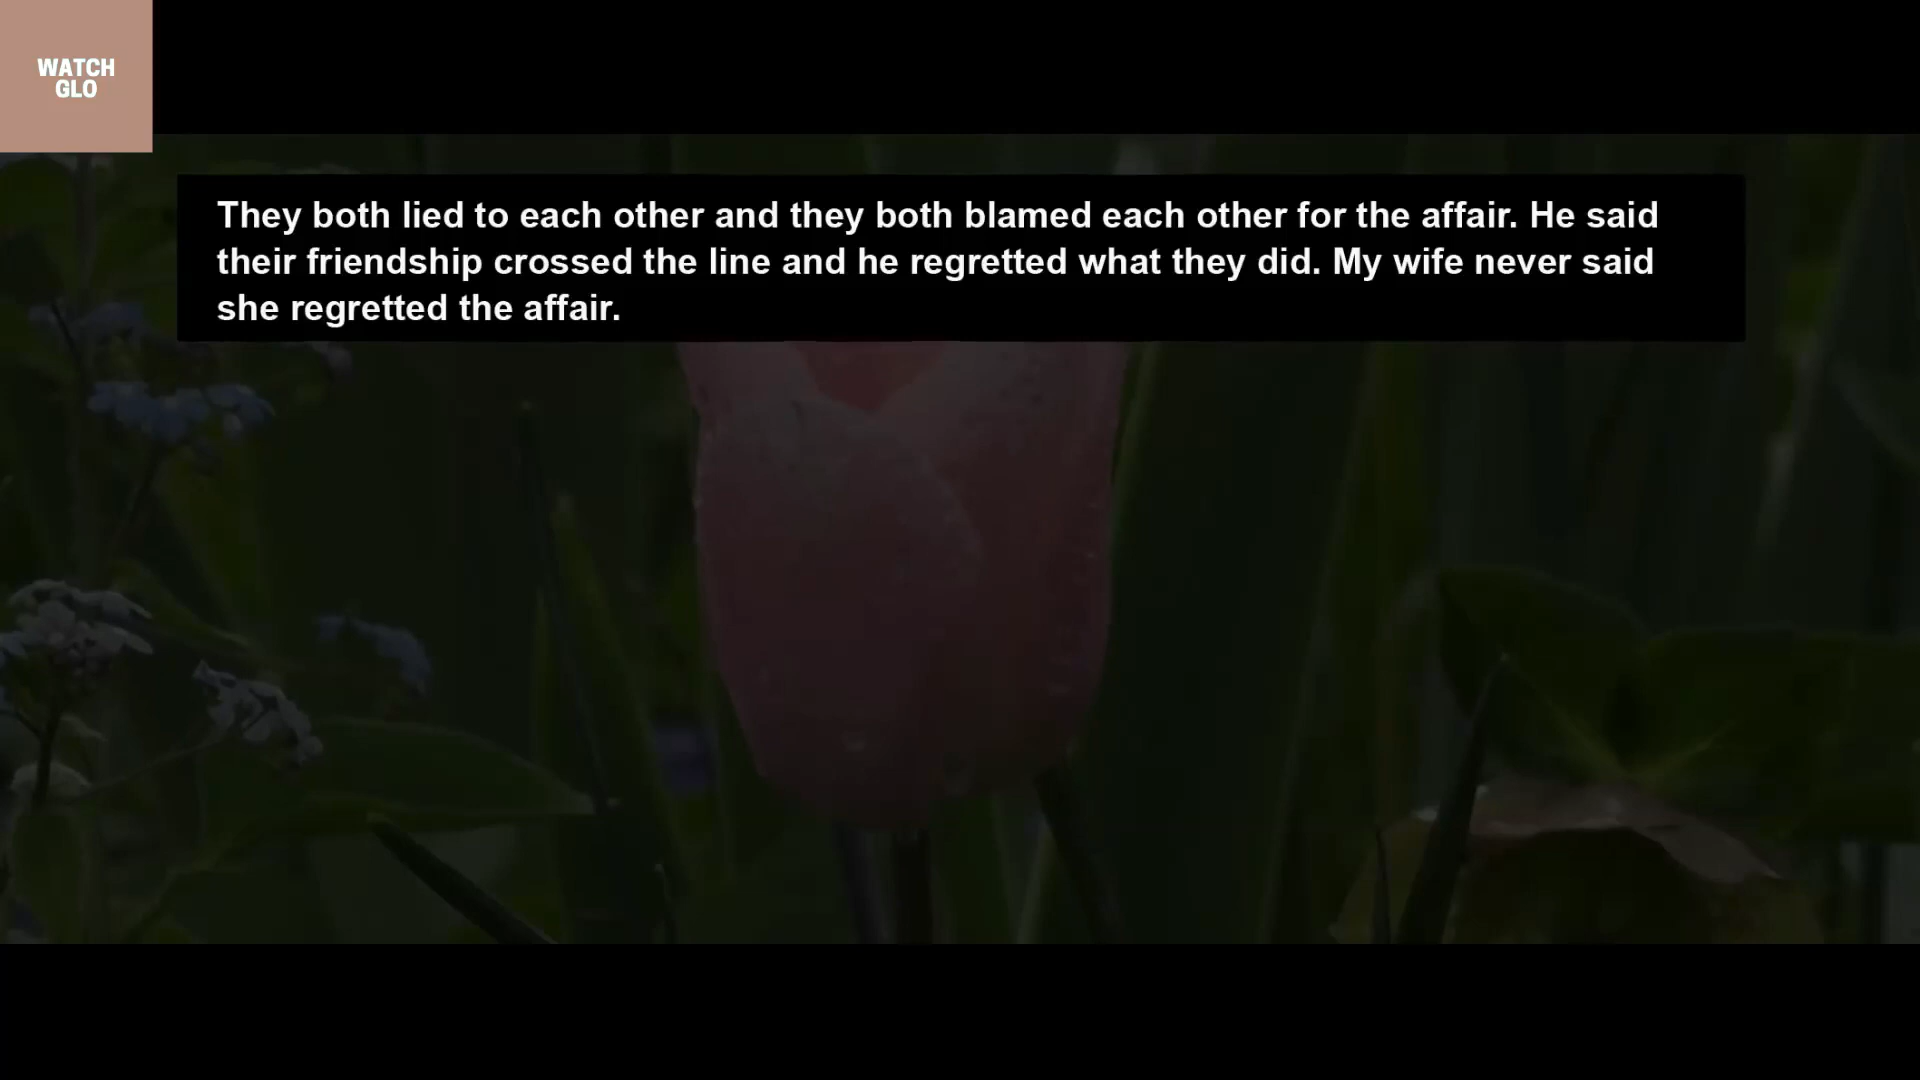 WATCH
GLO
They both lied to each other and they both blamed each other for the affair. He said
their friendship crossed the line and he regretted what they did. My wife never said
she regretted the affair.